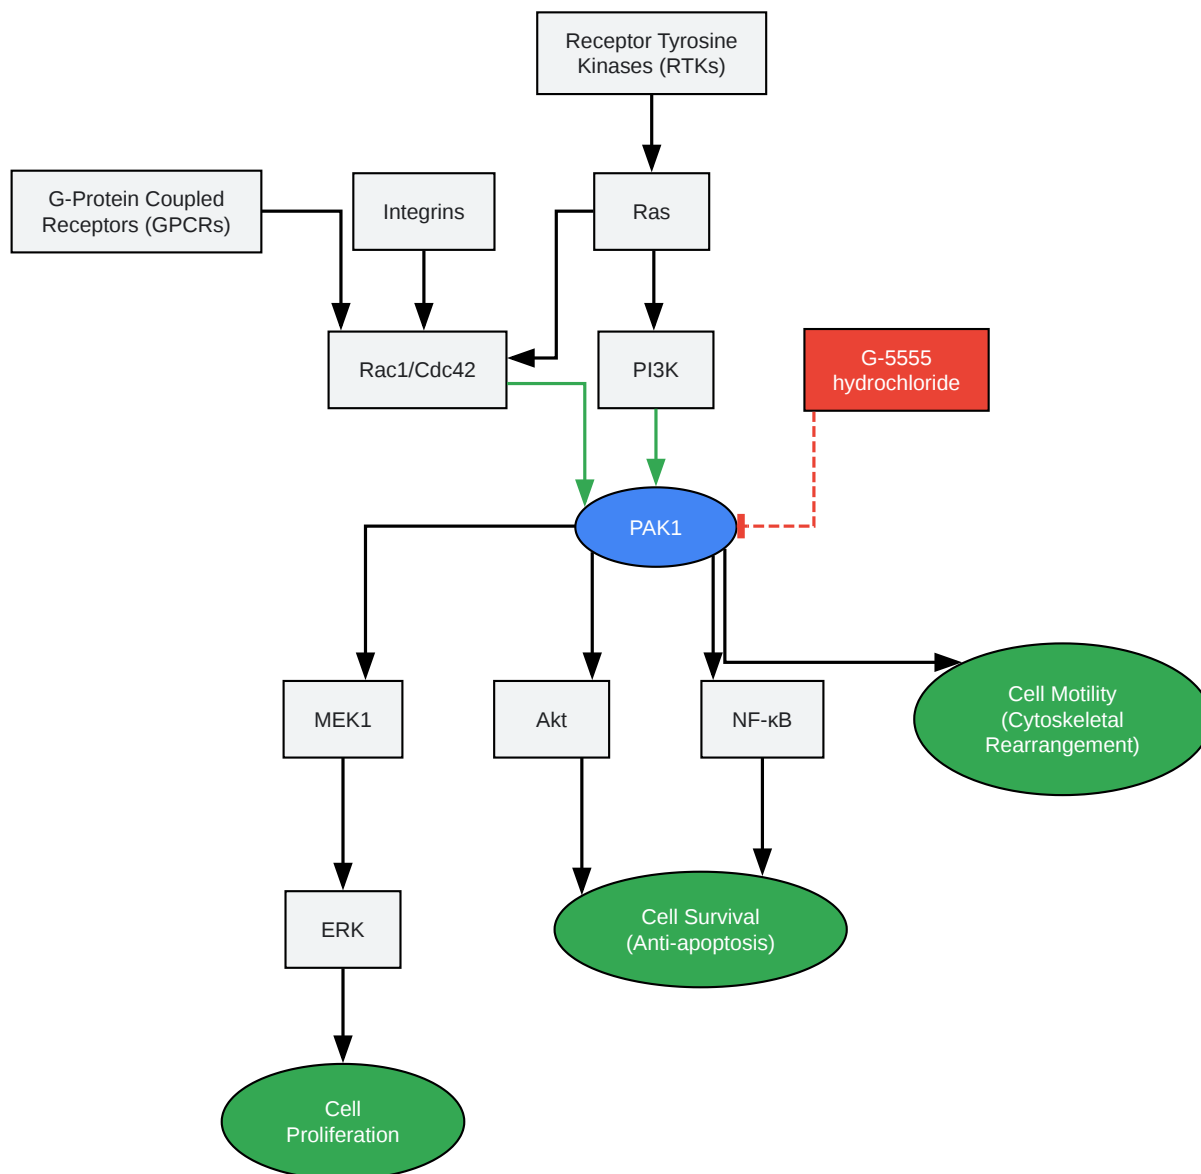 Receptor Tyrosine
Kinases (RTKs)
G-Protein Coupled
Receptors (GPCRs)
Integrins
Ras
Rac1/Cdc42
PI3K
G-5555
hydrochloride
PAK1
MEK1
Akt
NF-κB
Cell Motility
(Cytoskeletal
Rearrangement)
ERK
Cell Survival
(Anti-apoptosis)
Cell
Proliferation